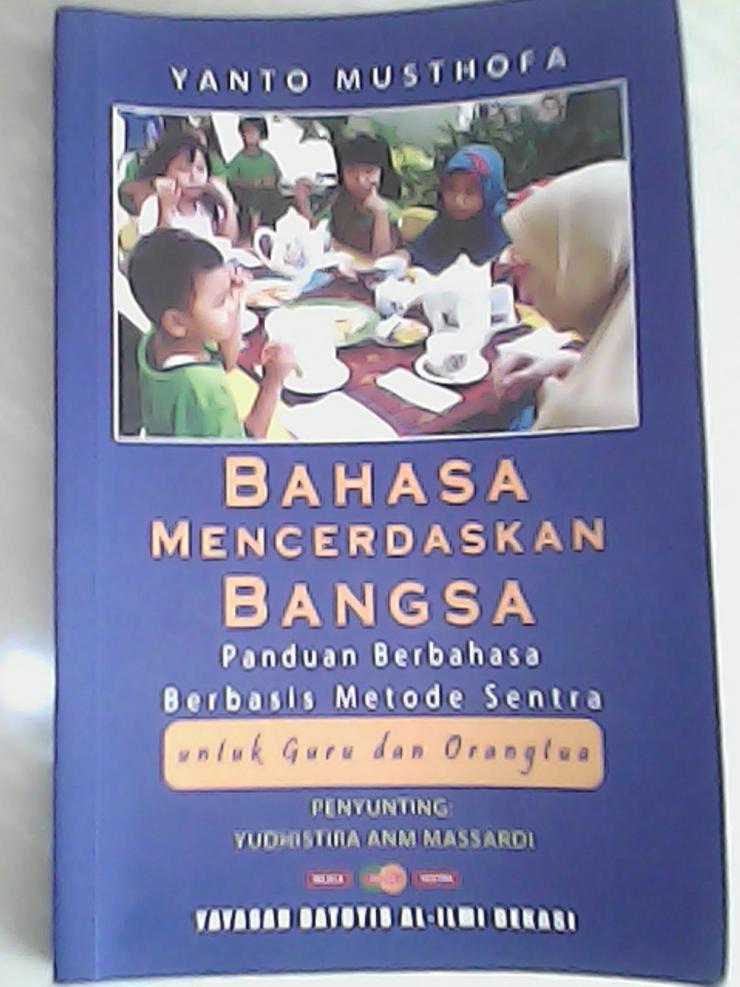 YANTO MUSTHOFA
BAHASA
MENCERDASKAN
BANGSA
Panduan Berbahasa
Berbasis Metode Sentra
untuk Guru dan Orangtua
PENYUNTING:
YUDHISTIRA ANM MASSARDI
YAYASAN BATUTIS AL-ILMI BEKASI